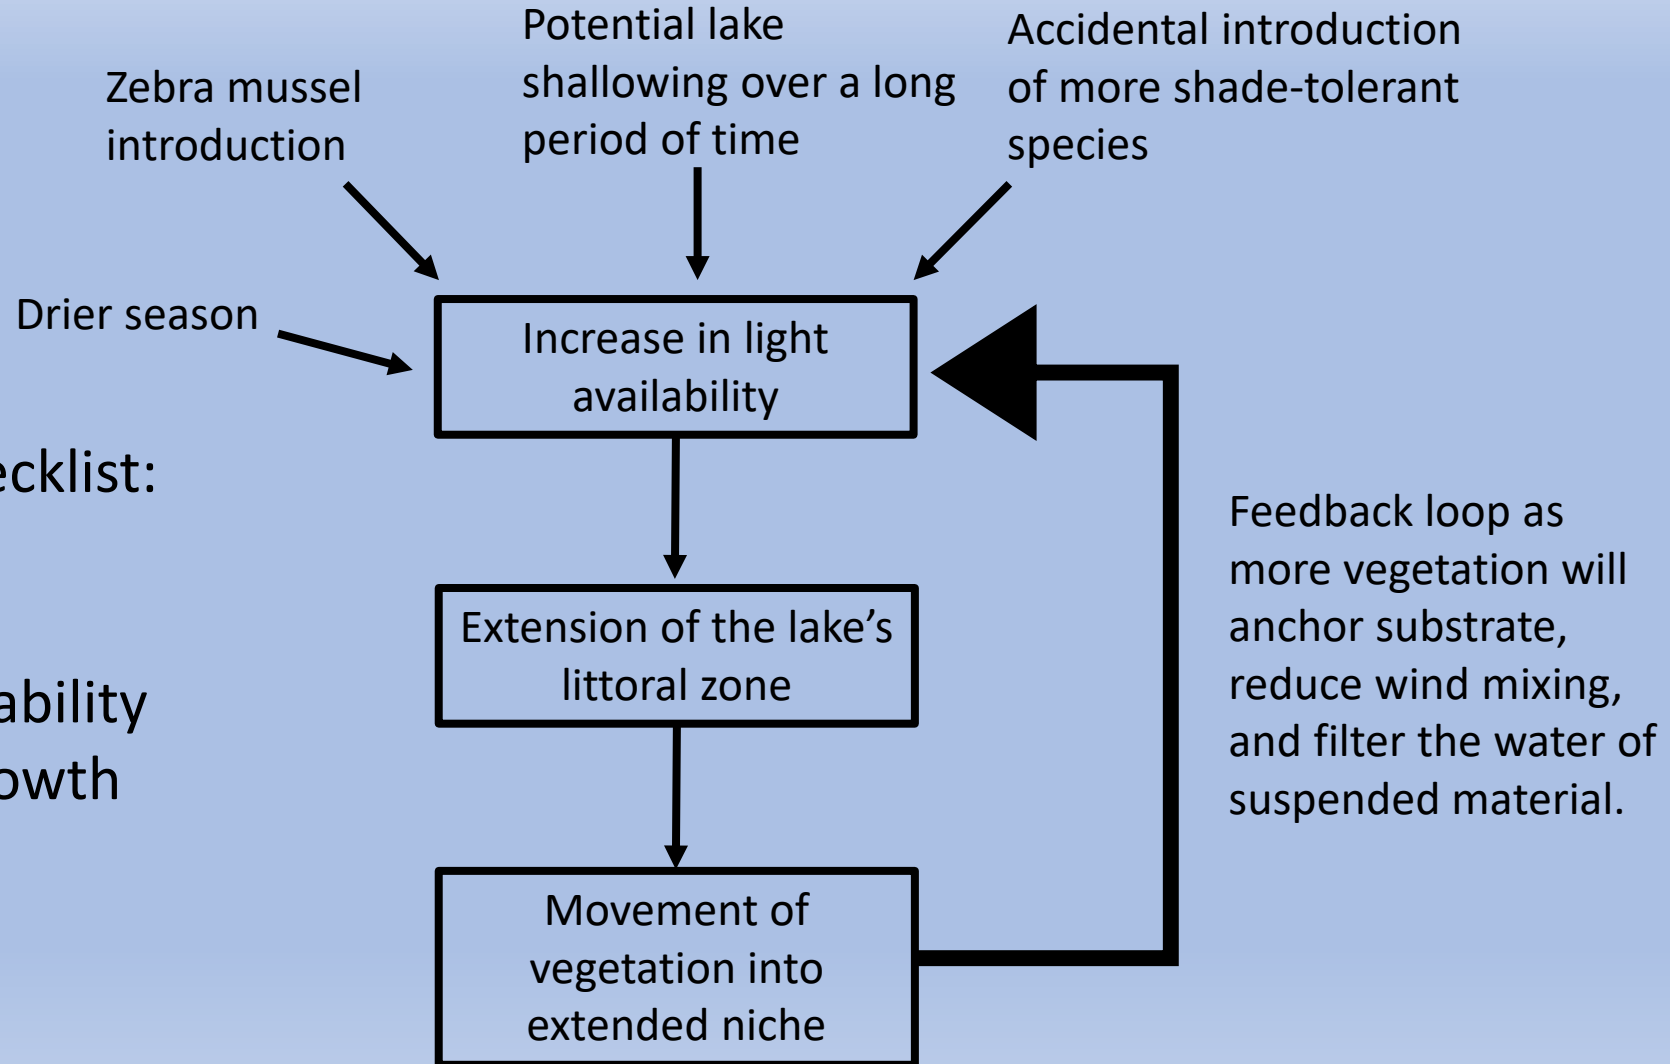 Potential lake
shallowing over a long
period of time
Accidental introduction
of more shade-tolerant
species
Zebra mussel
introduction
Drier season
Increase in light
availability
ecklist:
Extension of the lake’s
littoral zone
ability
owth
Movement of
vegetation into
extended niche
Feedback loop as
more vegetation will
anchor substrate,
reduce wind mixing,
and filter the water of
suspended material.